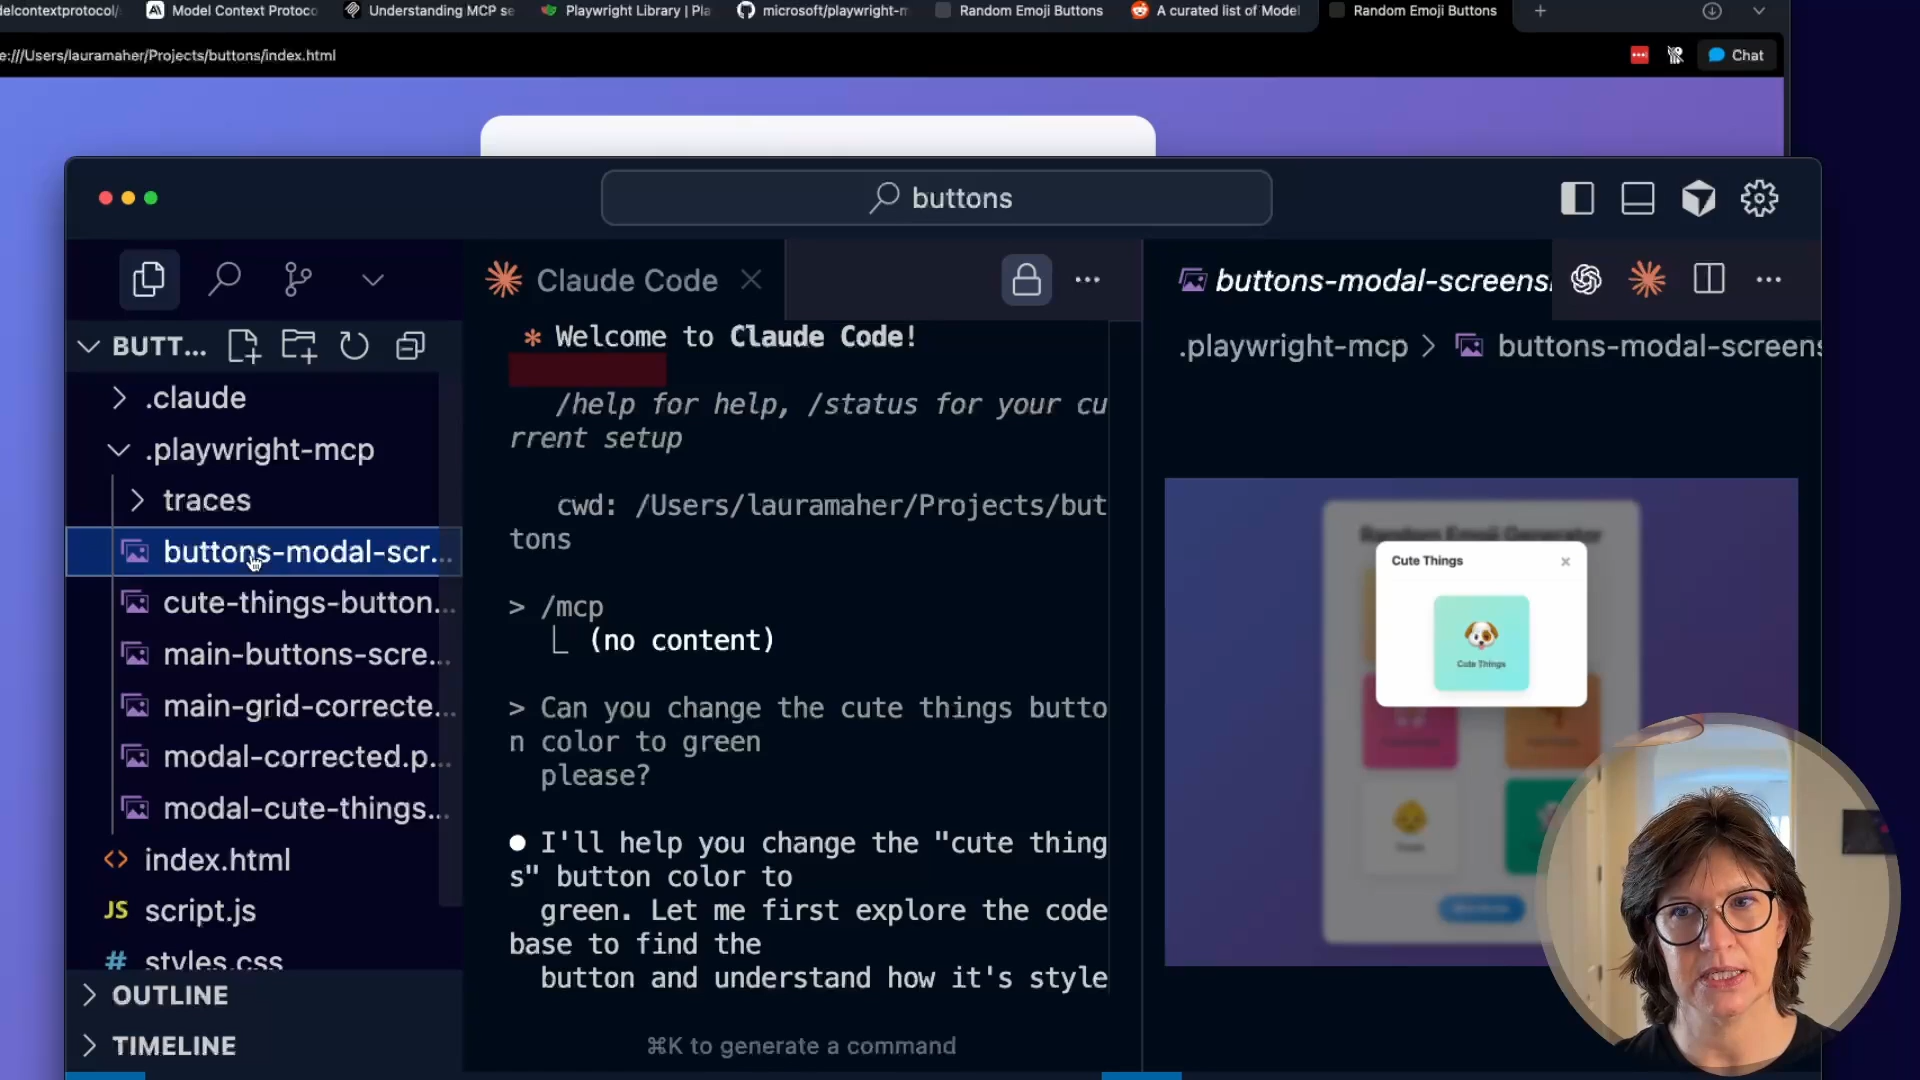 delcontextprotocol/
Model Context Protoco
Understanding MCP se
Playwright Library | Pla
microsoft/playwright-m
Random Emoji Buttons
A curated list of Model
Random Emoji Buttons
e:///Users/lauramaher/Projects/buttons/index.html
Chat
buttons
Claude Code
buttons-modal-screens
BUTT...
.claude
.playwright-mcp
traces
buttons-modal-scr...
cute-things-button...
main-buttons-scre...
main-grid-correcte...
modal-corrected.p...
modal-cute-things...
index.html
JS script.js
# styles.css
OUTLINE
TIMELINE
* Welcome to Claude Code!
/help for help, /status for your cu
rrent setup
cwd: /Users/lauramaher/Projects/but
tons
> /mcp
(no content)
> Can you change the cute things butto
n color to green
please?
I'll help you change the "cute thing
s" button color to
green. Let me first explore the code
base to find the
button and understand how it's style
⌘K to generate a command
.playwright-mcp > buttons-modal-screens
Random Emoji Generator
Cute Things
Cute Things